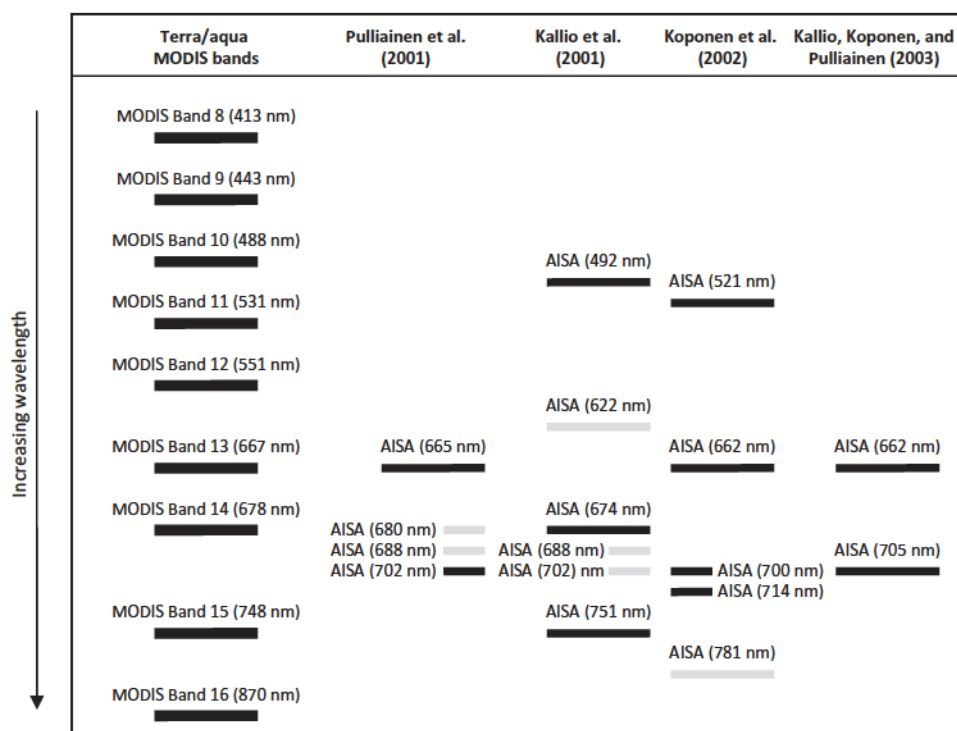 Terra/aqua
MODIS bands
Pulliainen et al.
(2001)
Kallio et al.
(2001)
Koponen et al.
(2002)
Kallio, Koponen, and
Pulliainen (2003)
Increasing wavelength
MODIS Band 8 (413 nm)
MODIS Band 9 (443 nm)
MODIS Band 10 (488 nm)
AISA (492 nm)
AISA (521 nm)
MODIS Band 11 (531 nm)
MODIS Band 12 (551 nm)
AISA (622 nm)
MODIS Band 13 (667 nm)
AISA (665 nm)
AISA (662 nm)
AISA (662 nm)
MODIS Band 14 (678 nm)
AISA (674 nm)
AISA (680 nm)
AISA (688 nm)
AISA (688 nm)
AISA (705 nm)
AISA (702 nm)
AISA (702) nm
AISA (700 nm)
AISA (714 nm)
MODIS Band 15 (748 nm)
AISA (751 nm)
AISA (781 nm)
MODIS Band 16 (870 nm)